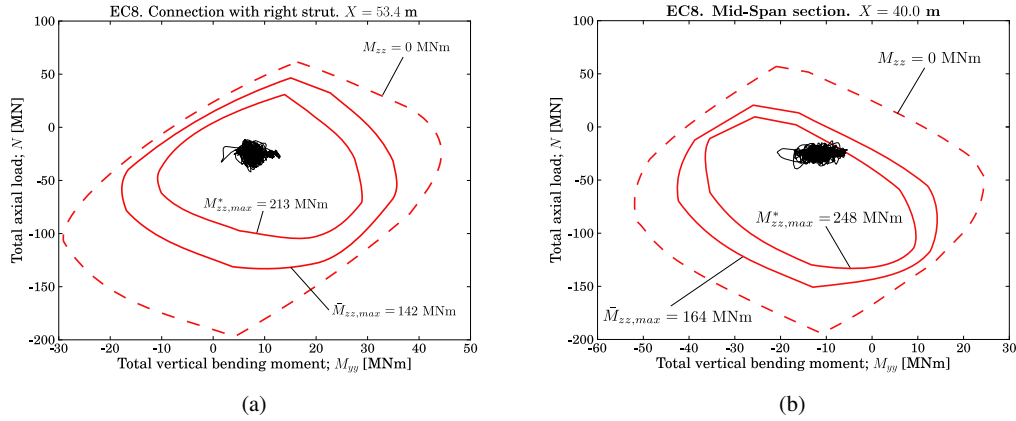 EC8. Connection with right strut. X = 53.4 m
100
50
0
-50
-100
-150
-200
-30
-20
-10
0
10
20
30
40
50
Total axial load; N [MN]
Total vertical bending moment; M_yy [MNm]
M_zz = 0 MNm
M*_zz,max = 213 MNm
M̄_zz,max = 142 MNm
(a)
EC8. Mid-Span section. X = 40.0 m
100
50
0
-50
-100
-150
-200
-60
-50
-40
-30
-20
-10
0
10
20
30
Total axial load; N [MN]
Total vertical bending moment; M_yy [MNm]
M_zz = 0 MNm
M*_zz,max = 248 MNm
M̄_zz,max = 164 MNm
(b)